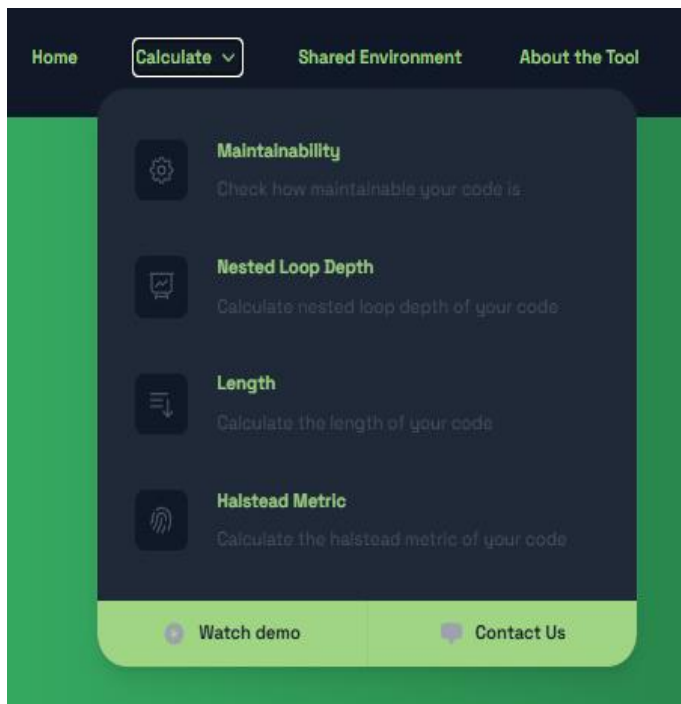 Home Calculate Shared Environment About the Tool
Maintainability
Check how maintainable your code is
Nested Loop Depth
Calculate nested loop depth of your code
Length
Calculate the length of your code
Halstead Metric
Calculate the halstead metric of your code
Watch demo Contact Us